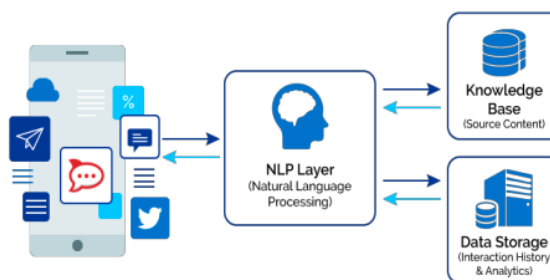 %
NLP Layer
(Natural Language
Processing)
Knowledge
Base
(Source Content)
Data Storage
(Interaction History
& Analytics)